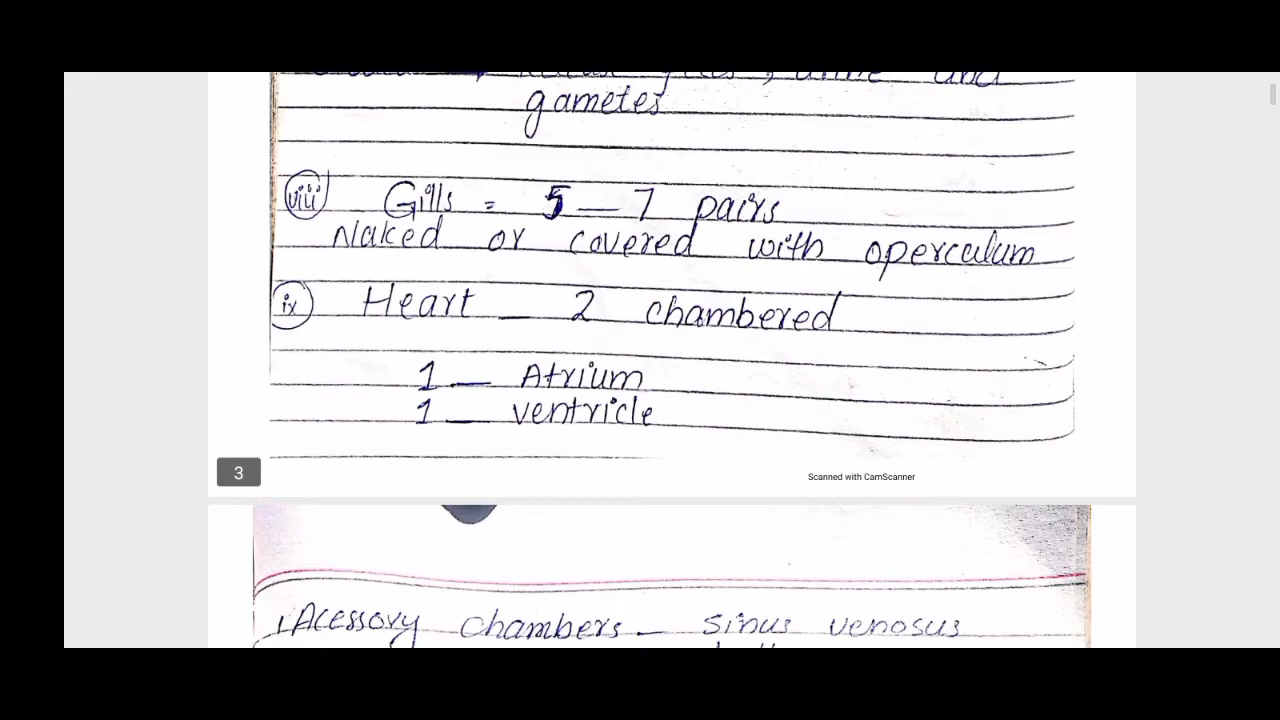 gametes
viii Gills = 5 — 7 pairs
Naked or covered with operculum
ix Heart — 2 chambered
1 — Atrium
1 — ventricle
3
Scanned with CamScanner
Acessory chambers — sinus venosus